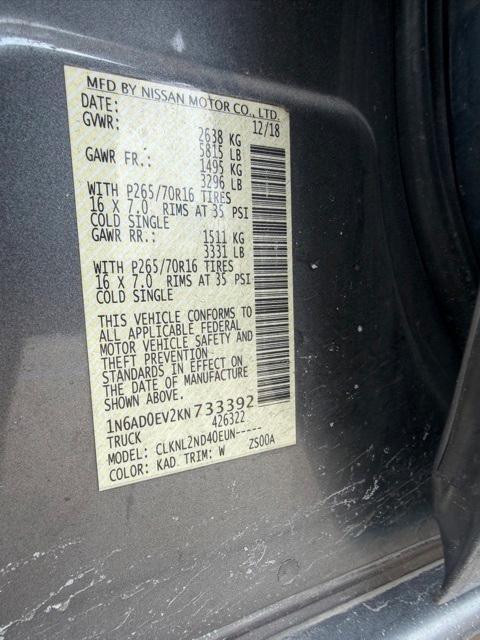 MFD BY NISSAN MOTOR CO., LTD.
DATE: 12/18
GVWR: 2638 KG
5815 LB
GAWR FR.: 1495 KG
3296 LB
WITH P265/70R16 TIRES
16 X 7.0 RIMS AT 35 PSI
COLD SINGLE
GAWR RR.: 1511 KG
3331 LB
WITH P265/70R16 TIRES
16 X 7.0 RIMS AT 35 PSI
COLD SINGLE
THIS VEHICLE CONFORMS TO
ALL APPLICABLE FEDERAL
MOTOR VEHICLE SAFETY AND
THEFT PREVENTION
STANDARDS IN EFFECT ON
THE DATE OF MANUFACTURE
SHOWN ABOVE.
1N6AD0EV2KN733392
TRUCK 426322
MODEL: CLKNL2ND40EUN-----
COLOR: KAD TRIM: W ZS00A